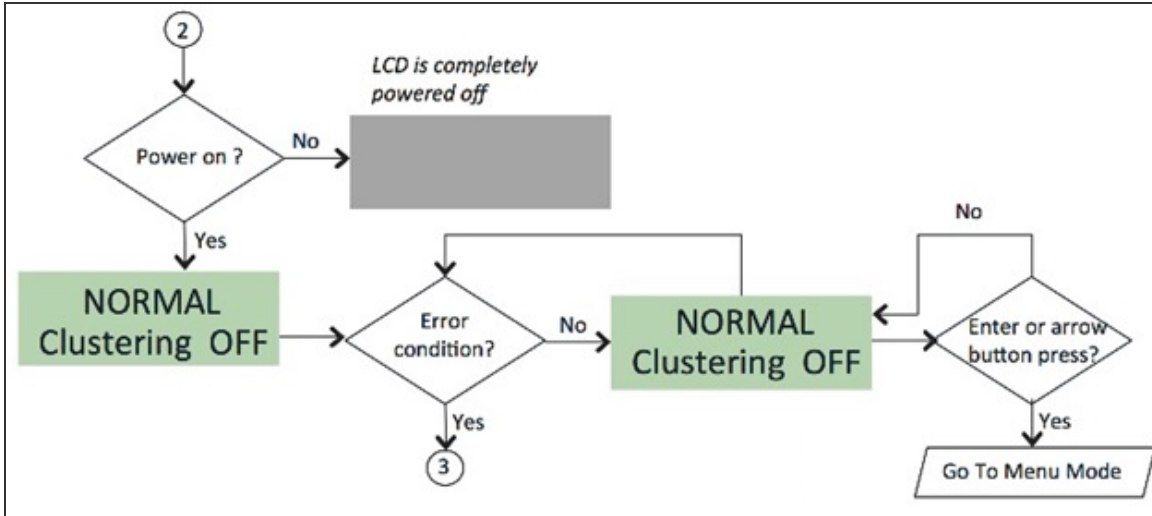 2
LCD is completely
powered off
Power on ?
No
Yes
NORMAL
Clustering OFF
Error
condition?
No
Yes
3
NORMAL
Clustering OFF
No
Enter or arrow
button press?
Yes
Go To Menu Mode